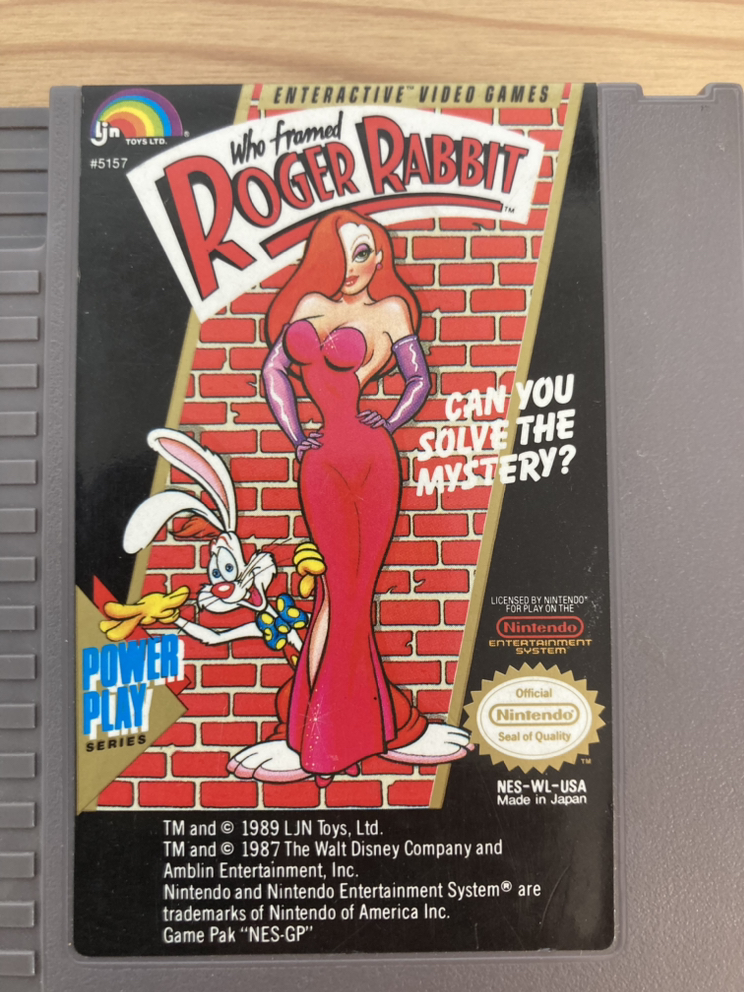 ENTERACTIVE™ VIDEO GAMES
ljn
TOYS LTD.®
#5157
Who framed
ROGER RABBIT™
CAN YOU
SOLVE THE
MYSTERY?
POWER
PLAY
SERIES
LICENSED BY NINTENDO®
FOR PLAY ON THE
Nintendo
ENTERTAINMENT
SYSTEM™
Official
Nintendo®
Seal of Quality
TM
NES-WL-USA
Made in Japan
TM and © 1989 LJN Toys, Ltd.
TM and © 1987 The Walt Disney Company and
Amblin Entertainment, Inc.
Nintendo and Nintendo Entertainment System® are
trademarks of Nintendo of America Inc.
Game Pak "NES-GP"